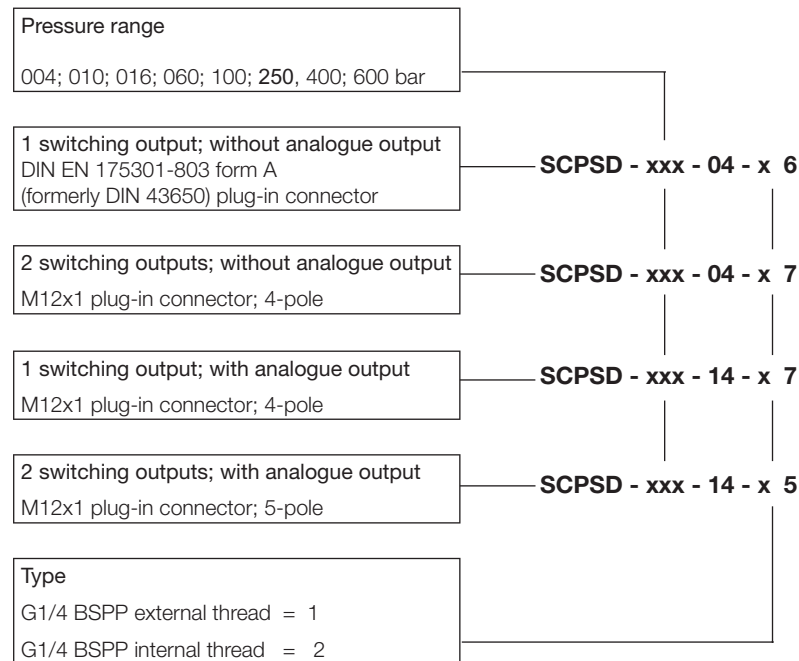 Pressure range
004; 010; 016; 060; 100; 250, 400; 600 bar
1 switching output; without analogue output
DIN EN 175301-803 form A
(formerly DIN 43650) plug-in connector
SCPSD - xxx - 04 - x 6
2 switching outputs; without analogue output
M12x1 plug-in connector; 4-pole
SCPSD - xxx - 04 - x 7
1 switching output; with analogue output
M12x1 plug-in connector; 4-pole
SCPSD - xxx - 14 - x 7
2 switching outputs; with analogue output
M12x1 plug-in connector; 5-pole
SCPSD - xxx - 14 - x 5
Type
G1/4 BSPP external thread = 1
G1/4 BSPP internal thread = 2